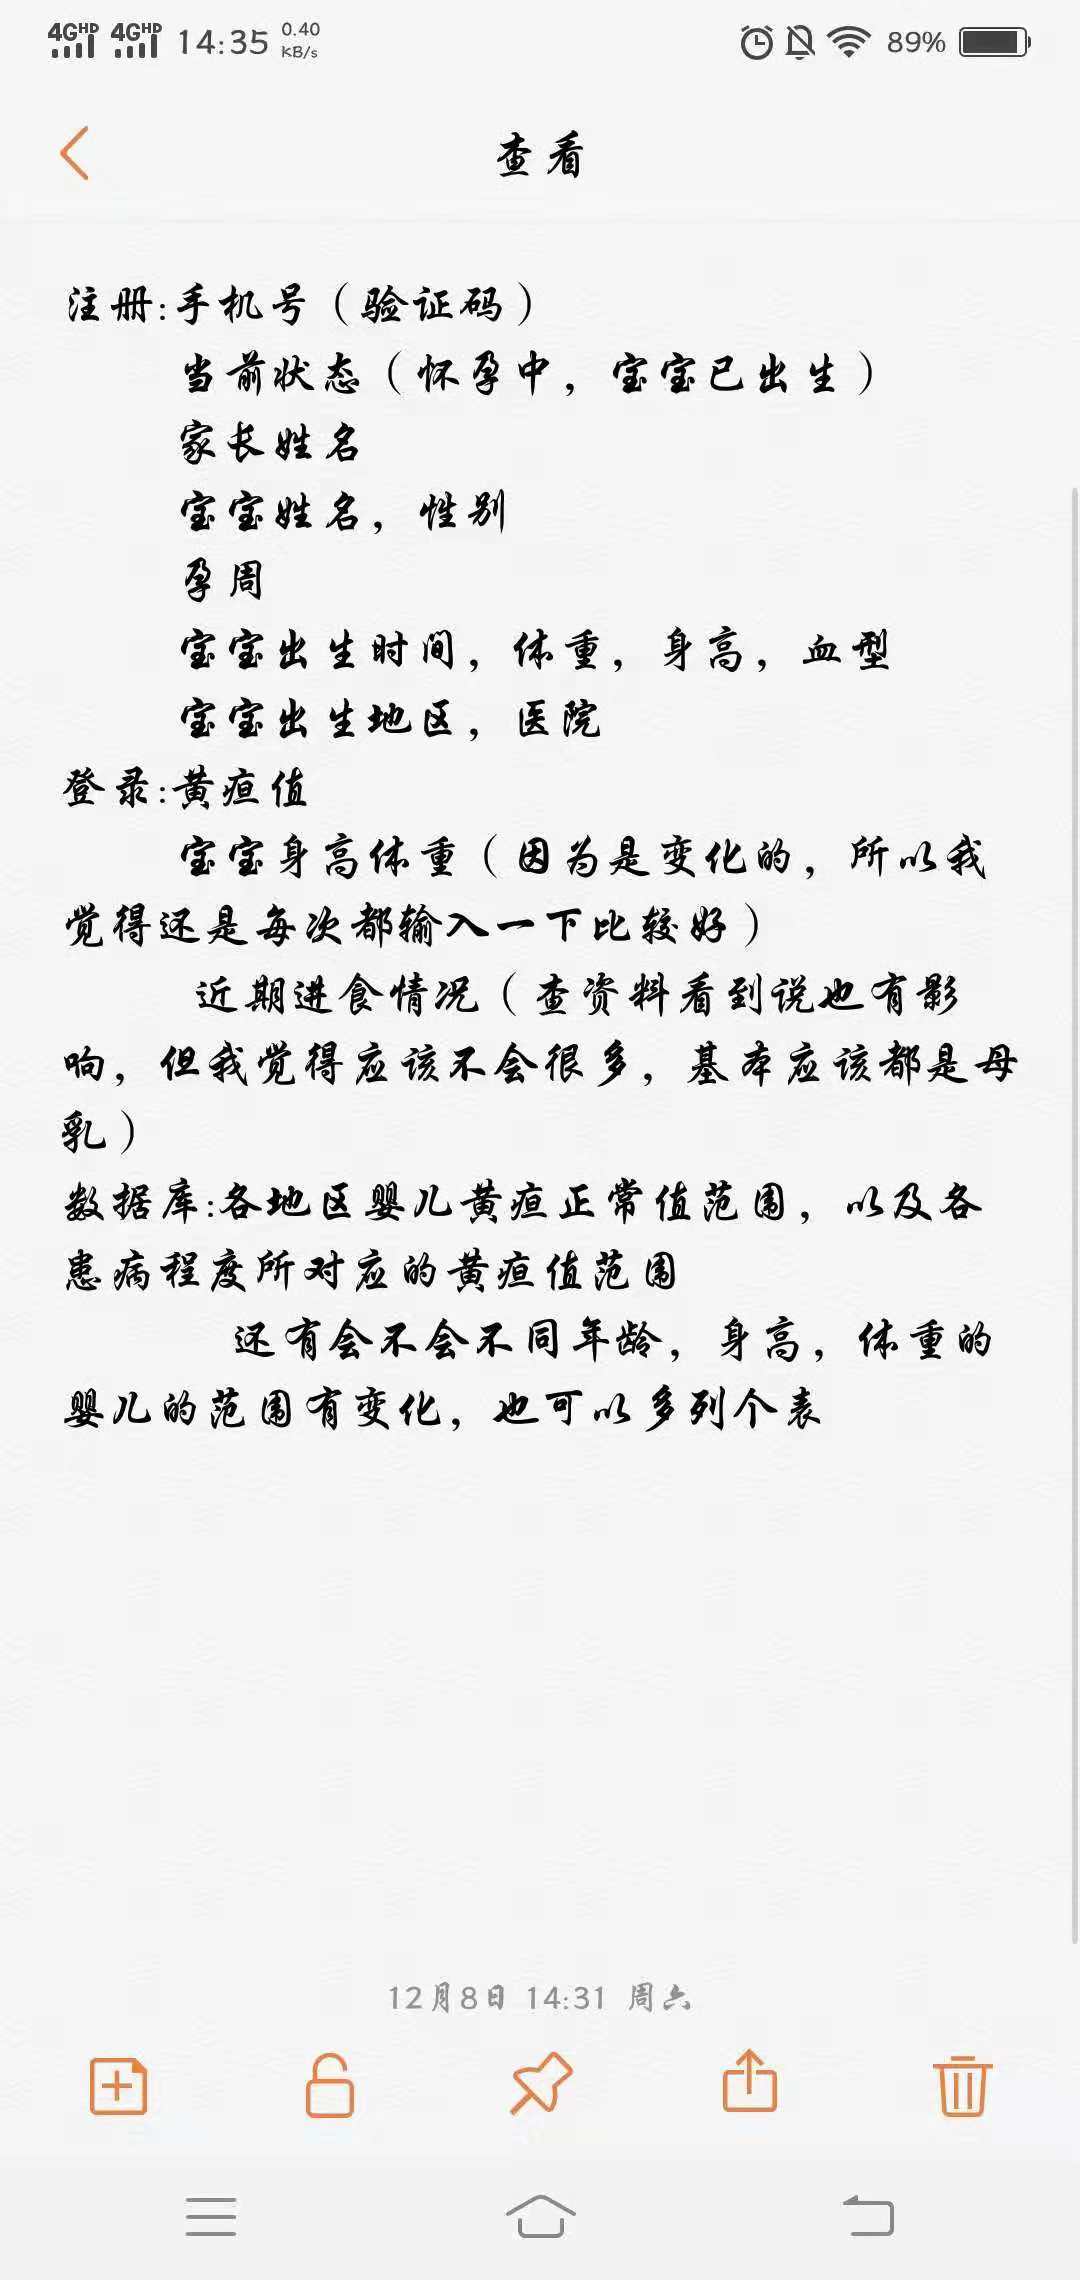 4GHD 4GHD 14:35 0.40 KB/s 89%
查看
注册:手机号（验证码）
当前状态（怀孕中，宝宝已出生）
家长姓名
宝宝姓名，性别
孕周
宝宝出生时间，体重，身高，血型
宝宝出生地区，医院
登录:黄疸值
宝宝身高体重（因为是变化的，所以我
觉得还是每次都输入一下比较好）
近期进食情况（查资料看到说也有影
响，但我觉得应该不会很多，基本应该都是母
乳）
数据库:各地区婴儿黄疸正常值范围，以及各
患病程度所对应的黄疸值范围
还有会不会不同年龄，身高，体重的
婴儿的范围有变化，也可以多列个表
12月8日 14:31 周六